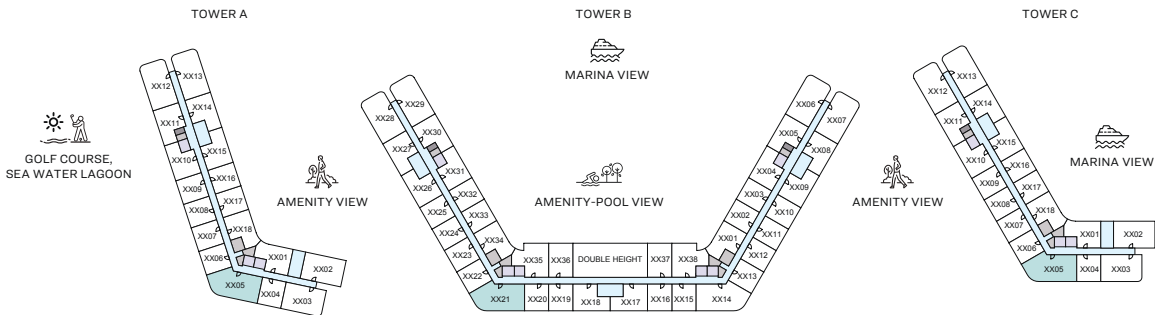 TOWER A
TOWER B
TOWER C
GOLF COURSE,
SEA WATER LAGOON
AMENITY VIEW
MARINA VIEW
AMENITY-POOL VIEW
AMENITY VIEW
MARINA VIEW
XX13
XX12
XX14
XX11
XX15
XX10
XX16
XX09
XX17
XX08
XX18
XX07
XX06
XX01
XX02
XX05
XX04
XX03
XX29
XX28
XX30
XX27
XX31
XX26
XX32
XX25
XX33
XX24
XX34
XX23
XX22
XX21
XX35
XX36
DOUBLE HEIGHT
XX37
XX38
XX20
XX19
XX18
XX17
XX16
XX15
XX14
XX06
XX07
XX05
XX08
XX04
XX09
XX03
XX10
XX02
XX11
XX01
XX12
XX13
XX13
XX12
XX14
XX11
XX15
XX10
XX16
XX09
XX17
XX08
XX18
XX07
XX06
XX01
XX02
XX05
XX04
XX03